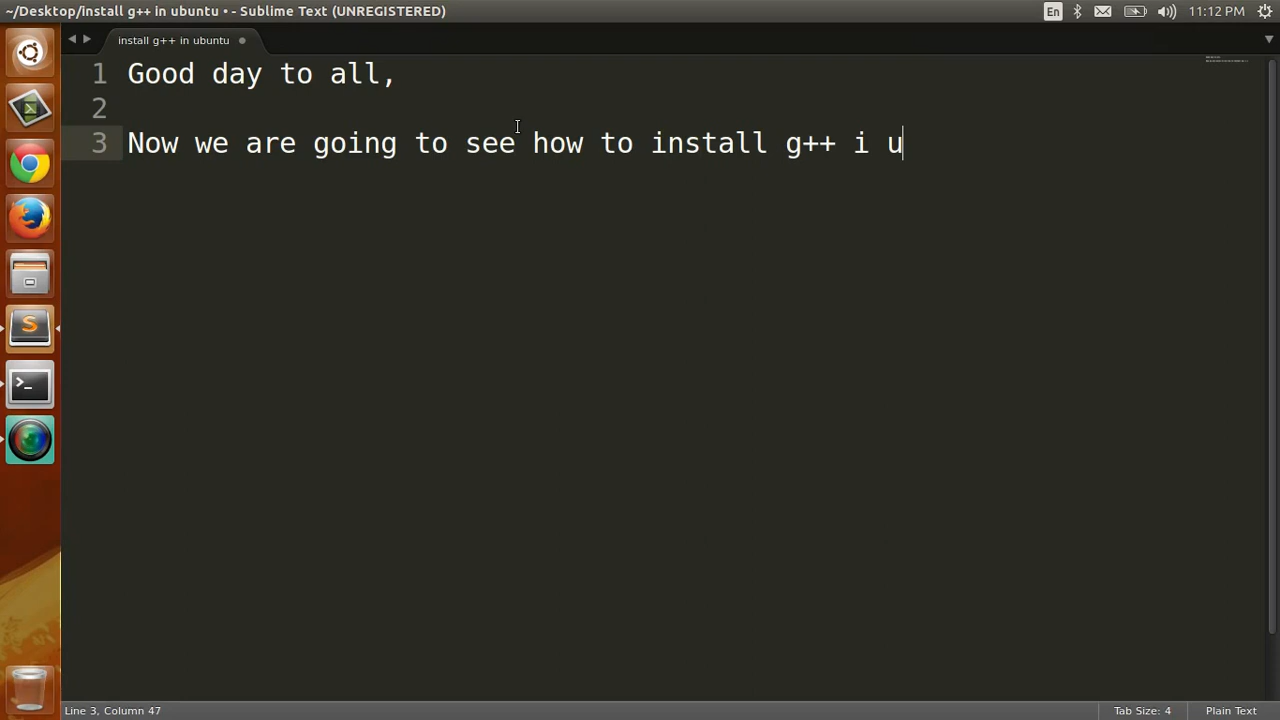 ~/Desktop/install g++ in ubuntu • - Sublime Text (UNREGISTERED)
En
11:12 PM
install g++ in ubuntu
1 Good day to all,
2
3 Now we are going to see how to install g++ i u
Line 3, Column 47
Tab Size: 4
Plain Text